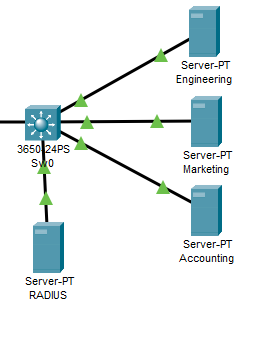 Server-PT
Engineering
3650-24PS
Sw0
Server-PT
Marketing
Server-PT
Accounting
Server-PT
RADIUS